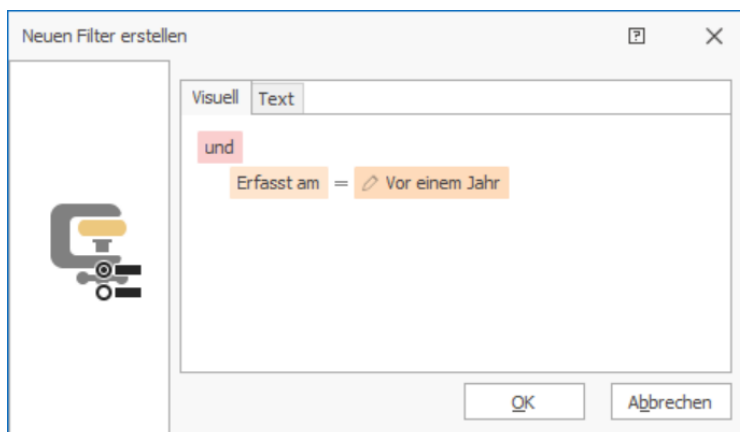 Neuen Filter erstellen
Visuell Text
und
Erfasst am = Vor einem Jahr
OK Abbrechen